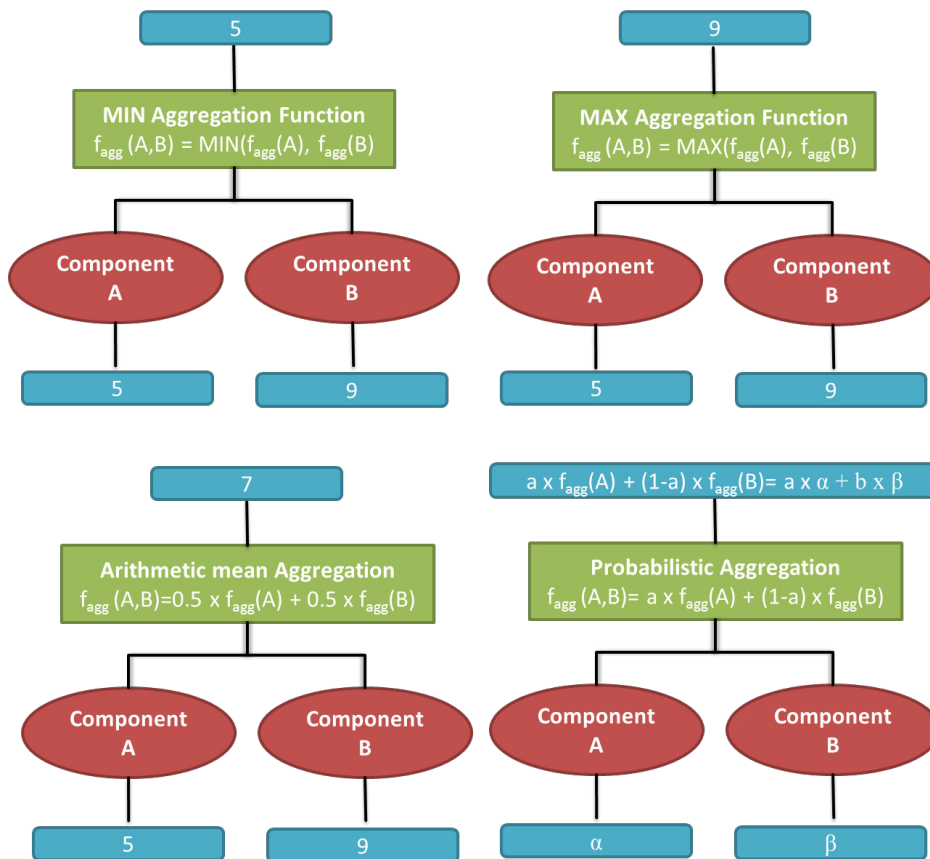 5
MIN Aggregation Function
fagg (A,B) = MIN(fagg(A), fagg(B)
Component
A
Component
B
5
9
9
MAX Aggregation Function
fagg (A,B) = MAX(fagg(A), fagg(B)
Component
A
Component
B
5
9
7
Arithmetic mean Aggregation
fagg (A,B)=0.5 x fagg(A) + 0.5 x fagg(B)
Component
A
Component
B
5
9
a x fagg(A) + (1-a) x fagg(B)= a x α + b x β
Probabilistic Aggregation
fagg (A,B)= a x fagg(A) + (1-a) x fagg(B)
Component
A
Component
B
α
β